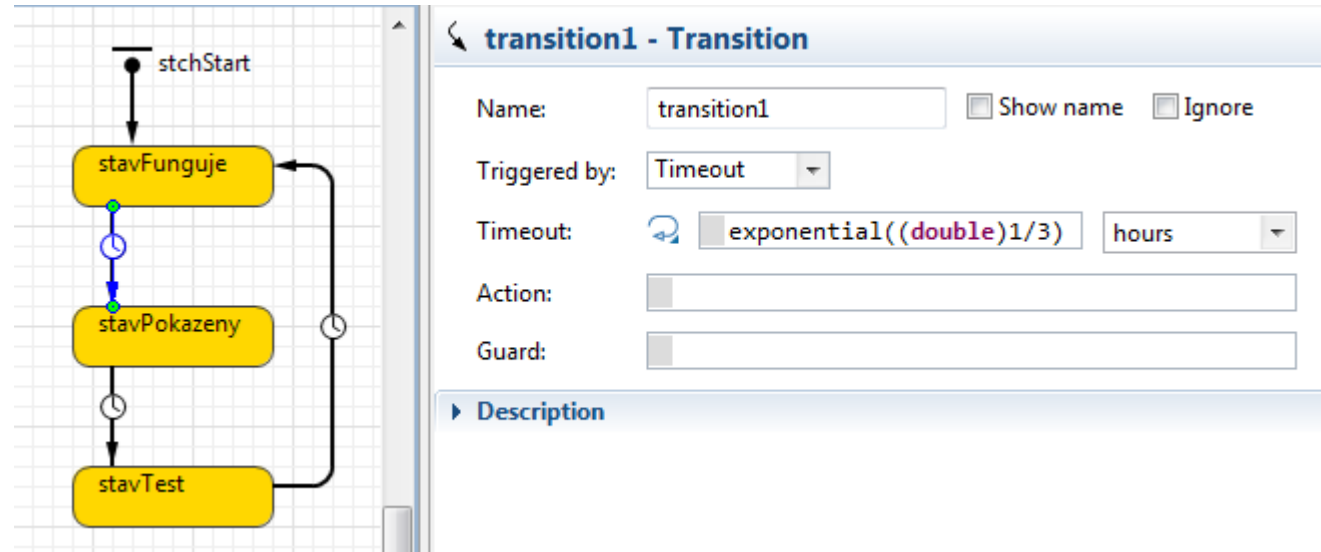 stchStart
stavFunguje
stavPokazeny
stavTest
transition1 - Transition
Name: transition1 Show name Ignore
Triggered by: Timeout
Timeout: exponential((double)1/3) hours
Action:
Guard:
Description